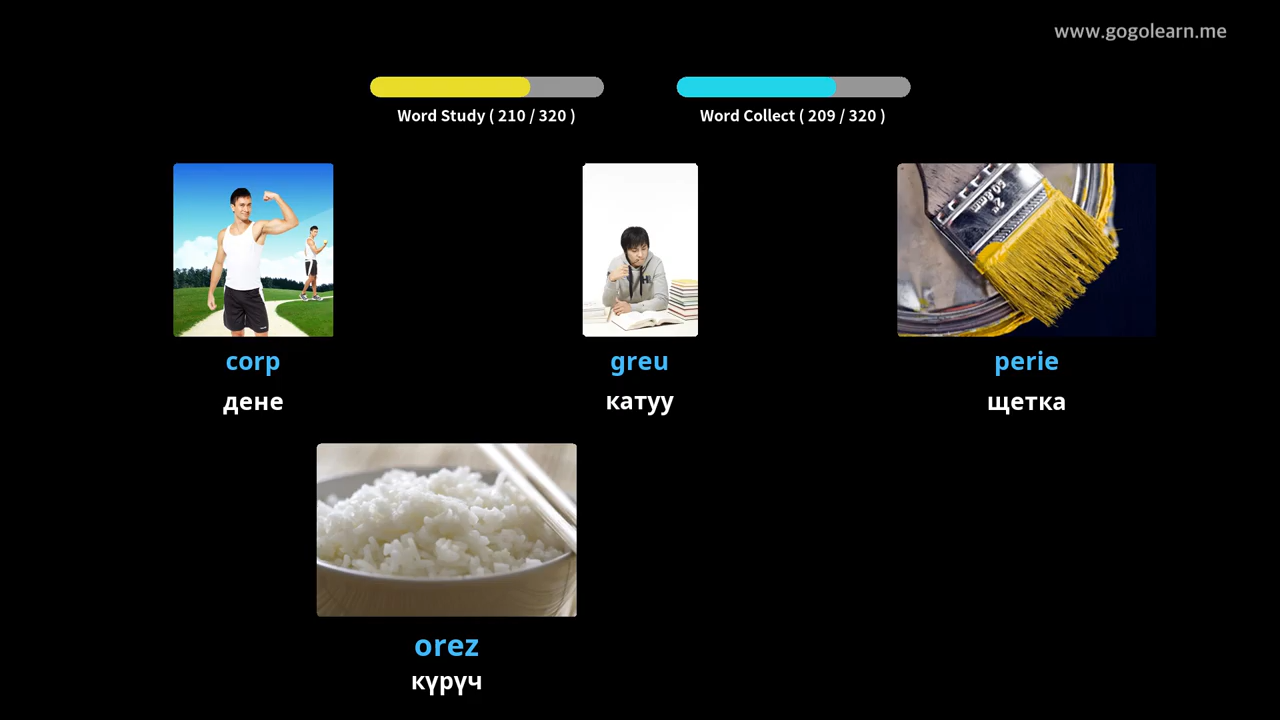 www.gogolearn.me
Word Study ( 210 / 320 )
Word Collect ( 209 / 320 )
corp
дене
greu
катуу
perie
щетка
orez
күрүч